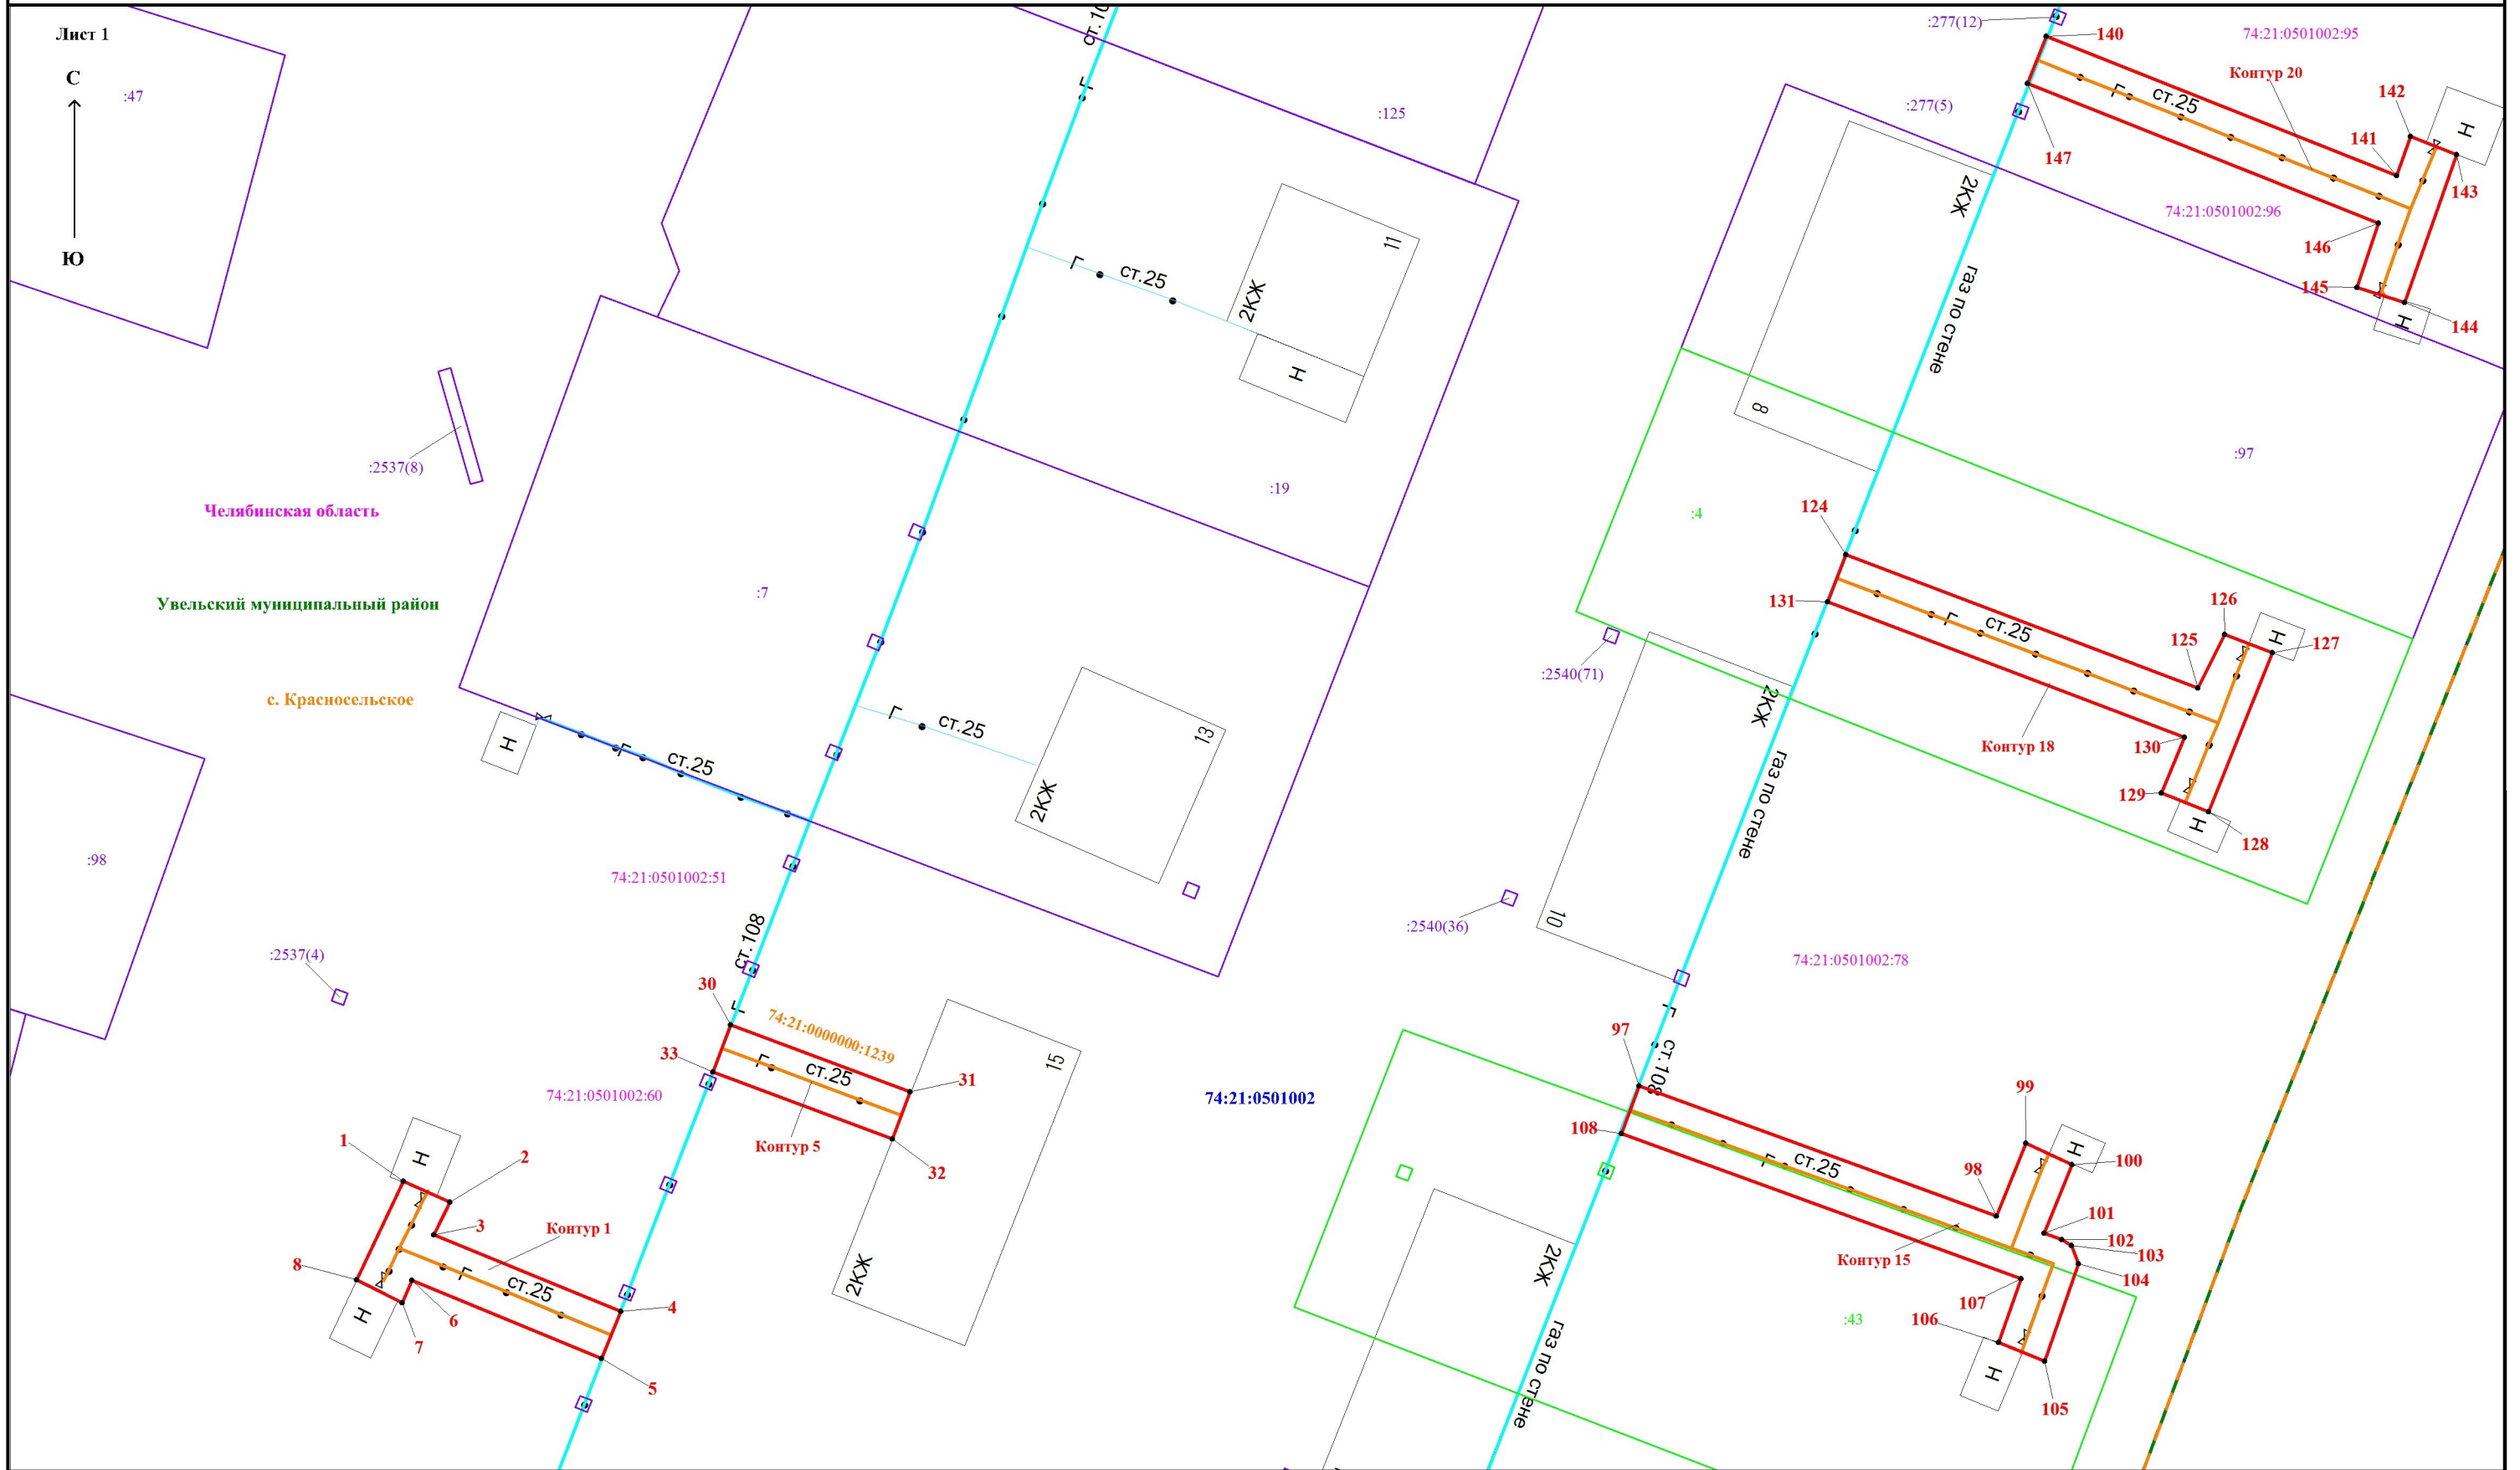 Лист 1
С
Ю
:47
ст.10
Г
:125
:277(12)
140
74:21:0501002:95
Контур 20
142
Н
:277(5)
Г
ст.25
141
147
143
2КЖ
74:21:0501002:96
146
11
Г
ст.25
2КЖ
145
Н
144
газ по стене
Н
8
:2537(8)
:97
:19
Челябинская область
124
:4
:7
Увельский муниципальный район
131
Г
ст.25
126
125
Н
127
:2540(71)
с. Красносельское
2КЖ
Г
ст.25
13
Н
Г
ст.25
Контур 18
130
2КЖ
129
Н
128
газ по стене
:98
74:21:0501002:51
:2540(36)
10
ст.108
:2537(4)
74:21:0501002:78
30
Г
74:21:0000000:1239
Г
97
33
Г
ст.25
15
31
ст.108
74:21:0501002:60
74:21:0501002
99
108
Контур 5
1
Н
2
32
Г
ст.25
98
Н
100
3
Контур 1
101
102
103
8
Г
ст.25
2КЖ
2КЖ
Контур 15
104
4
107
Н
6
:43
106
7
газ по стене
Н
5
105